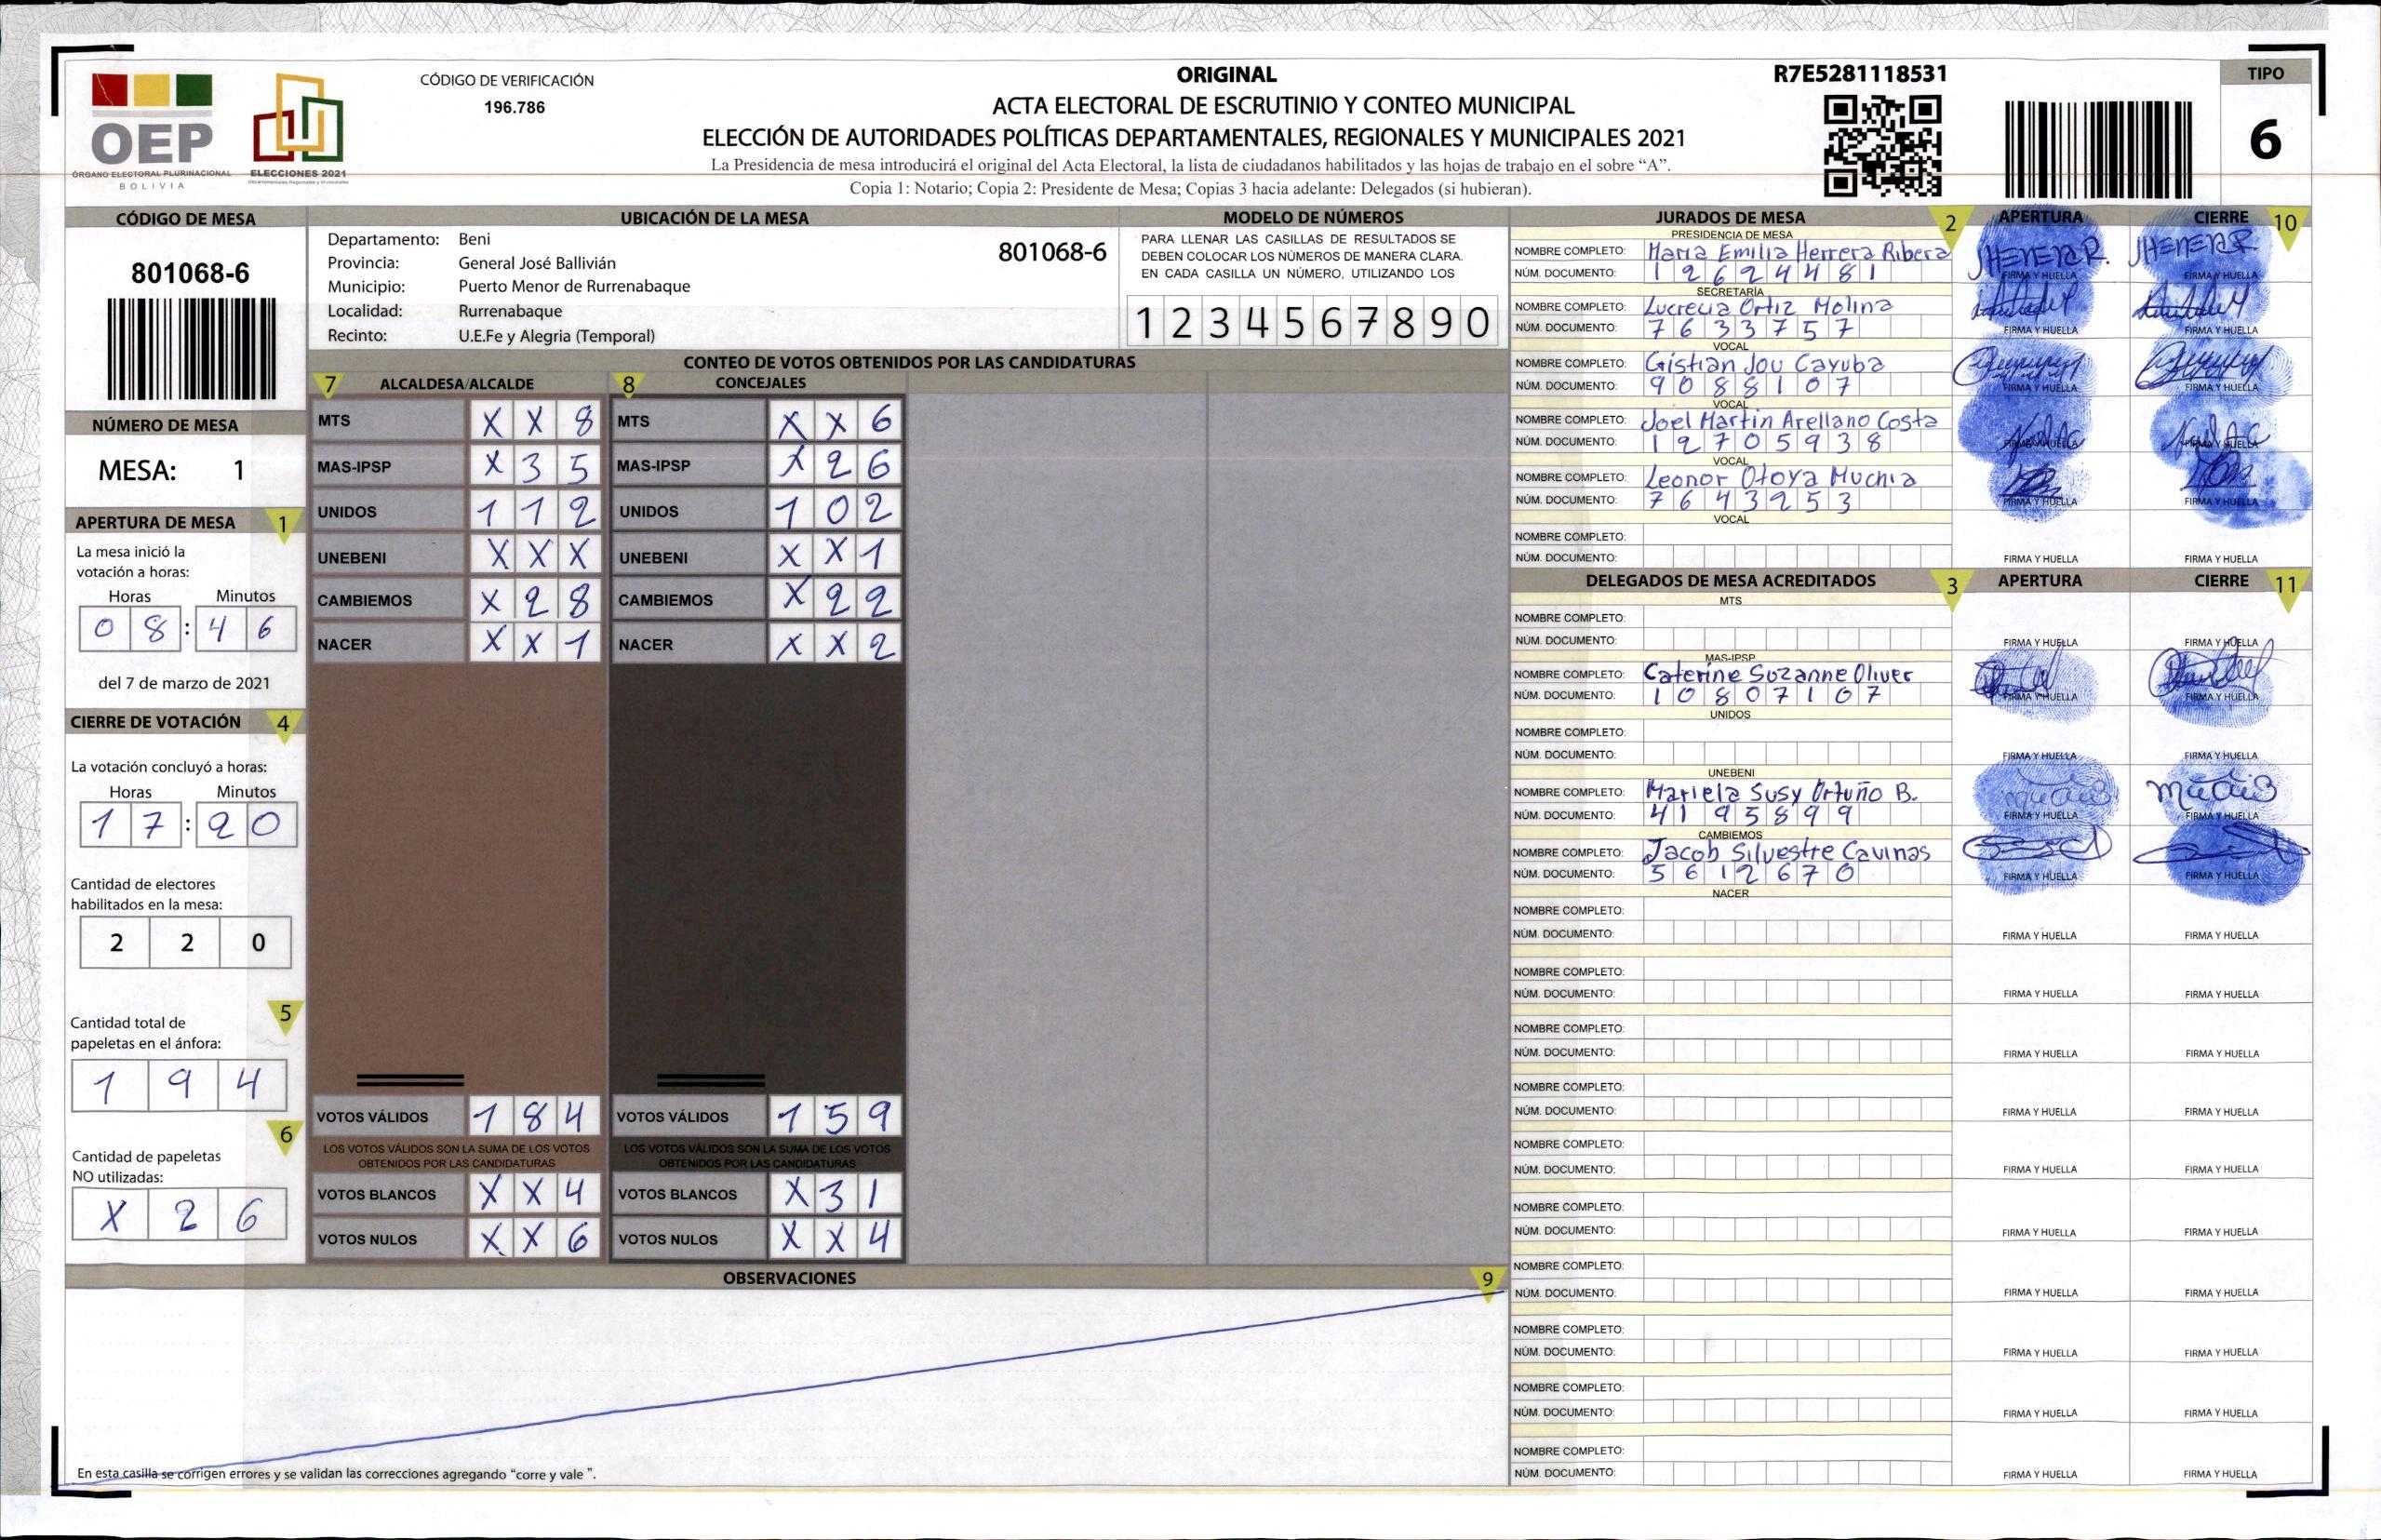 OEP
ÓRGANO ELECTORAL PLURINACIONAL
BOLIVIA
ELECCIONES 2021
CÓDIGO DE VERIFICACIÓN
196.786
ORIGINAL
ACTA ELECTORAL DE ESCRUTINIO Y CONTEO MUNICIPAL
ELECCIÓN DE AUTORIDADES POLÍTICAS DEPARTAMENTALES, REGIONALES Y MUNICIPALES 2021
La Presidencia de mesa introducirá el original del Acta Electoral, la lista de ciudadanos habilitados y las hojas de trabajo en el sobre “A”.
Copia 1: Notario; Copia 2: Presidente de Mesa; Copias 3 hacia adelante: Delegados (si hubieran).
R7E5281118531
TIPO
6
CÓDIGO DE MESA
801068-6
NÚMERO DE MESA
MESA: 1
APERTURA DE MESA 1
La mesa inició la
votación a horas:
Horas Minutos
0 8 : 4 6
del 7 de marzo de 2021
CIERRE DE VOTACIÓN 4
La votación concluyó a horas:
Horas Minutos
1 7 : 2 0
Cantidad de electores
habilitados en la mesa:
2 2 0
5
Cantidad total de
papeletas en el ánfora:
1 9 4
6
Cantidad de papeletas
NO utilizadas:
X 2 6
UBICACIÓN DE LA MESA
Departamento: Beni
801068-6
Provincia: General José Ballivián
Municipio: Puerto Menor de Rurrenabaque
Localidad: Rurrenabaque
Recinto: U.E.Fe y Alegria (Temporal)
MODELO DE NÚMEROS
PARA LLENAR LAS CASILLAS DE RESULTADOS SE
DEBEN COLOCAR LOS NÚMEROS DE MANERA CLARA.
EN CADA CASILLA UN NÚMERO, UTILIZANDO LOS
1 2 3 4 5 6 7 8 9 0
CONTEO DE VOTOS OBTENIDOS POR LAS CANDIDATURAS
7 ALCALDESA/ALCALDE
MTS X X 8
MAS-IPSP X 3 5
UNIDOS 1 1 2
UNEBENI X X X
CAMBIEMOS X 2 8
NACER X X 1
VOTOS VÁLIDOS 1 8 4
LOS VOTOS VÁLIDOS SON LA SUMA DE LOS VOTOS
OBTENIDOS POR LAS CANDIDATURAS
VOTOS BLANCOS X X 4
VOTOS NULOS X X 6
8 CONCEJALES
MTS X X 6
MAS-IPSP X 2 6
UNIDOS 1 0 2
UNEBENI X X 1
CAMBIEMOS X 2 2
NACER X X 2
VOTOS VÁLIDOS 1 5 9
LOS VOTOS VÁLIDOS SON LA SUMA DE LOS VOTOS
OBTENIDOS POR LAS CANDIDATURAS
VOTOS BLANCOS X 3 1
VOTOS NULOS X X 4
OBSERVACIONES 9
En esta casilla se corrigen errores y se validan las correcciones agregando “corre y vale ”.
JURADOS DE MESA 2 APERTURA CIERRE 10
PRESIDENCIA DE MESA
NOMBRE COMPLETO: Maria Emilia Herrera Ribera
NÚM. DOCUMENTO: 1 2 6 2 4 4 8 1 FIRMA Y HUELLA FIRMA Y HUELLA
SECRETARÍA
NOMBRE COMPLETO: Lucrecia Ortiz Molina
NÚM. DOCUMENTO: 7 6 3 3 7 5 7 FIRMA Y HUELLA FIRMA Y HUELLA
VOCAL
NOMBRE COMPLETO: Gistian Jou Cayuba
NÚM. DOCUMENTO: 9 0 8 8 1 0 7 FIRMA Y HUELLA FIRMA Y HUELLA
VOCAL
NOMBRE COMPLETO: Joel Martin Arellano Costa
NÚM. DOCUMENTO: 1 2 7 0 5 9 3 8 FIRMA Y HUELLA FIRMA Y HUELLA
VOCAL
NOMBRE COMPLETO: Leonor Otoya Muchia
NÚM. DOCUMENTO: 7 6 4 3 2 5 3 FIRMA Y HUELLA FIRMA Y HUELLA
VOCAL
NOMBRE COMPLETO:
NÚM. DOCUMENTO: FIRMA Y HUELLA FIRMA Y HUELLA
DELEGADOS DE MESA ACREDITADOS 3 APERTURA CIERRE 11
MTS
NOMBRE COMPLETO:
NÚM. DOCUMENTO: FIRMA Y HUELLA FIRMA Y HUELLA
MAS-IPSP
NOMBRE COMPLETO: Caterine Suzanne Oliver
NÚM. DOCUMENTO: 1 0 8 0 7 1 0 7 FIRMA Y HUELLA FIRMA Y HUELLA
UNIDOS
NOMBRE COMPLETO:
NÚM. DOCUMENTO: FIRMA Y HUELLA FIRMA Y HUELLA
UNEBENI
NOMBRE COMPLETO: Mariela Susy Ortuño B.
NÚM. DOCUMENTO: 4 1 9 5 8 9 9 FIRMA Y HUELLA FIRMA Y HUELLA
CAMBIEMOS
NOMBRE COMPLETO: Jacob Silvestre Cavinas
NÚM. DOCUMENTO: 5 6 1 2 6 7 0 FIRMA Y HUELLA FIRMA Y HUELLA
NACER
NOMBRE COMPLETO:
NÚM. DOCUMENTO: FIRMA Y HUELLA FIRMA Y HUELLA
NOMBRE COMPLETO:
NÚM. DOCUMENTO: FIRMA Y HUELLA FIRMA Y HUELLA
NOMBRE COMPLETO:
NÚM. DOCUMENTO: FIRMA Y HUELLA FIRMA Y HUELLA
NOMBRE COMPLETO:
NÚM. DOCUMENTO: FIRMA Y HUELLA FIRMA Y HUELLA
NOMBRE COMPLETO:
NÚM. DOCUMENTO: FIRMA Y HUELLA FIRMA Y HUELLA
NOMBRE COMPLETO:
NÚM. DOCUMENTO: FIRMA Y HUELLA FIRMA Y HUELLA
NOMBRE COMPLETO:
NÚM. DOCUMENTO: FIRMA Y HUELLA FIRMA Y HUELLA
NOMBRE COMPLETO:
NÚM. DOCUMENTO: FIRMA Y HUELLA FIRMA Y HUELLA
NOMBRE COMPLETO:
NÚM. DOCUMENTO: FIRMA Y HUELLA FIRMA Y HUELLA
NOMBRE COMPLETO:
NÚM. DOCUMENTO: FIRMA Y HUELLA FIRMA Y HUELLA